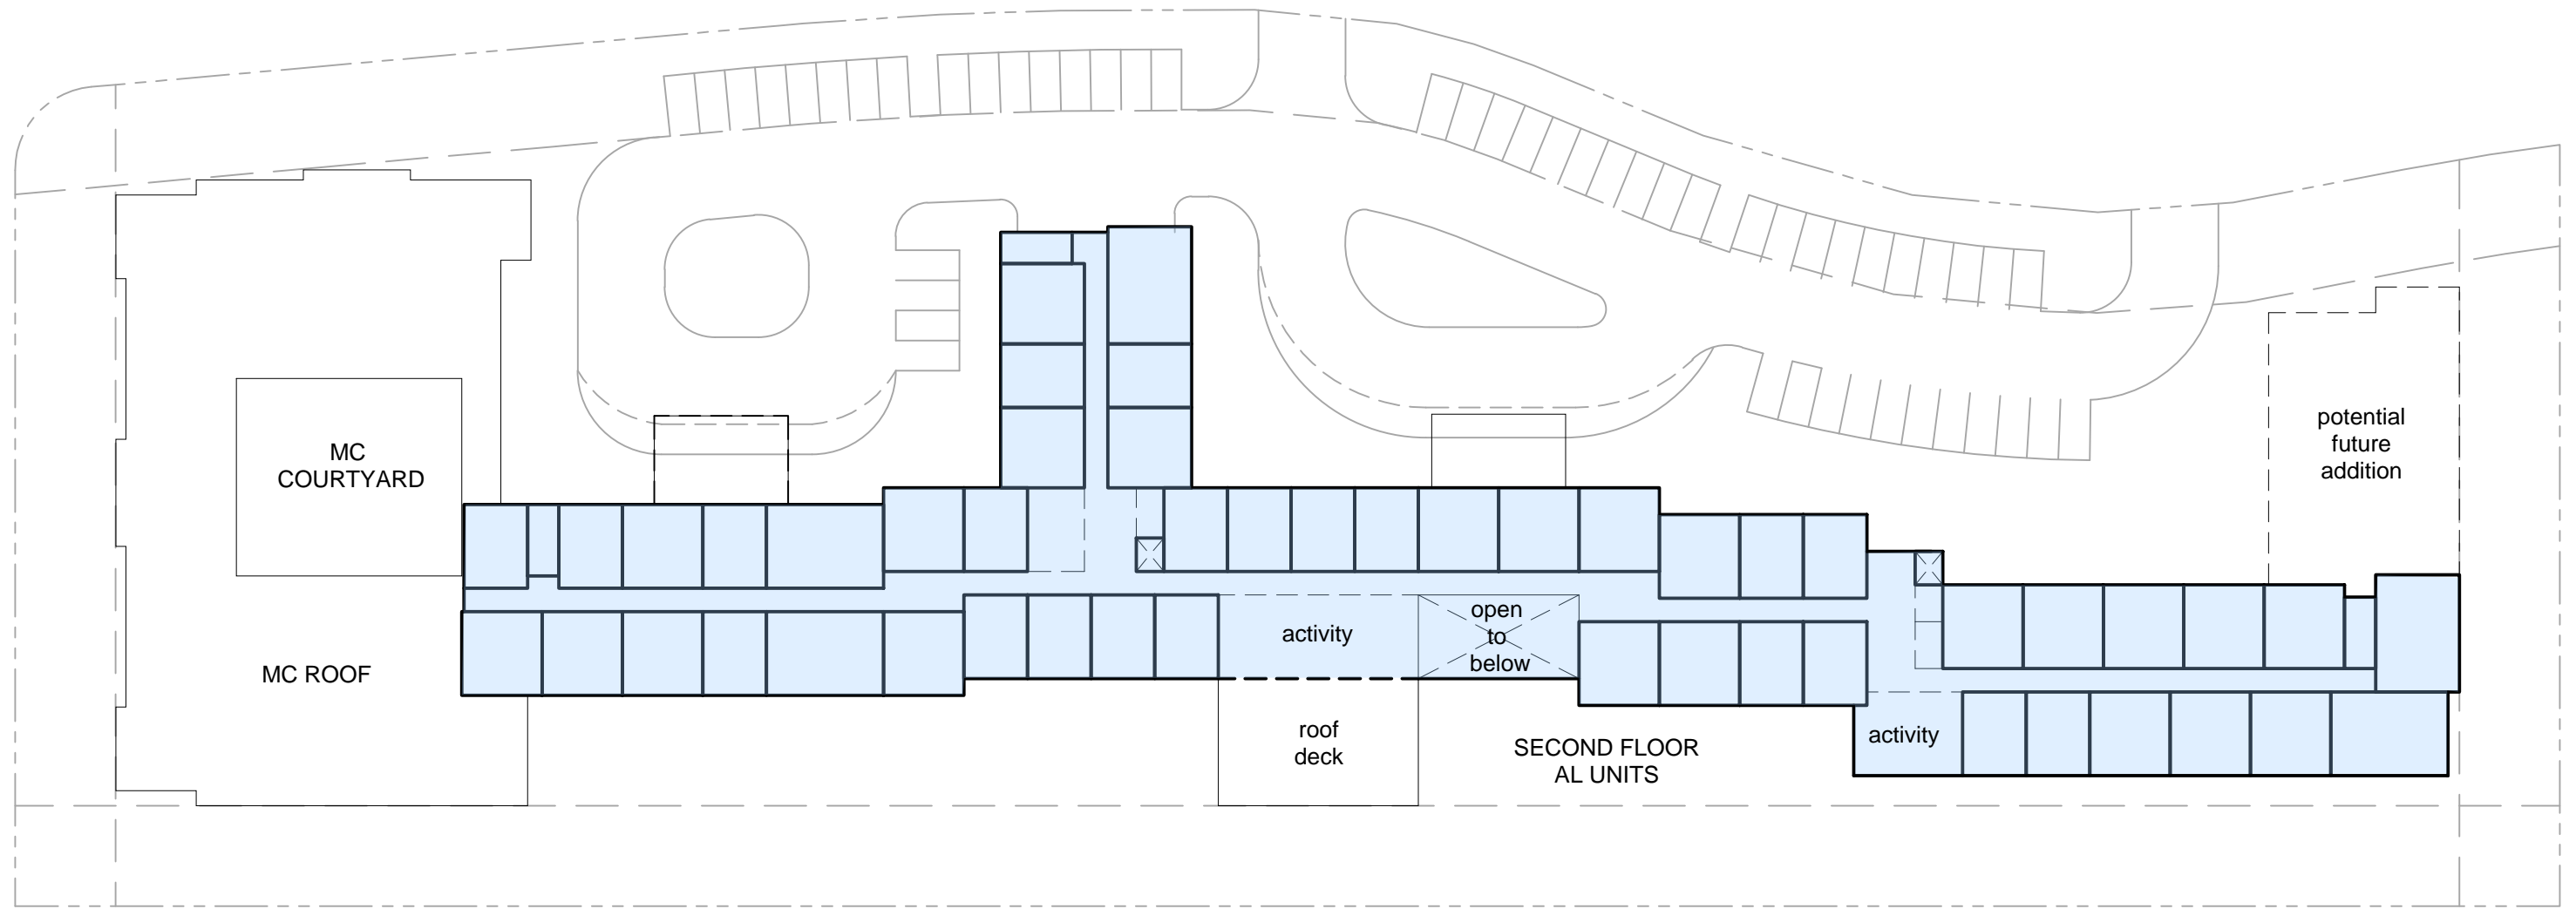 MC
COURTYARD
MC ROOF
activity
open
to
below
roof
deck
SECOND FLOOR
AL UNITS
activity
potential
future
addition